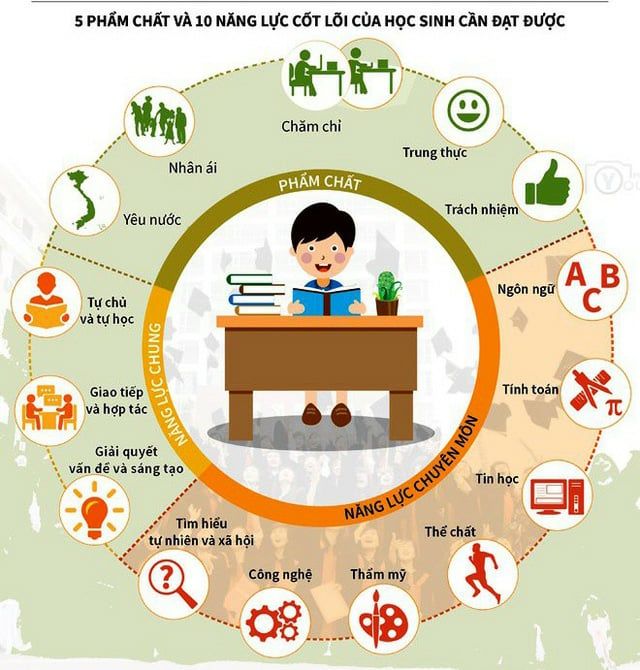 5 PHẨM CHẤT VÀ 10 NĂNG LỰC CỐT LÕI CỦA HỌC SINH CẦN ĐẠT ĐƯỢC
PHẨM CHẤT
Yêu nước
Nhân ái
Chăm chỉ
Trung thực
Trách nhiệm
NĂNG LỰC CHUNG
Tự chủ
và tự học
Giao tiếp
và hợp tác
Giải quyết
vấn đề và sáng tạo
NĂNG LỰC CHUYÊN MÔN
Ngôn ngữ
A B
C
Tính toán
π
Tin học
Thể chất
Thẩm mỹ
Công nghệ
Tìm hiểu
tự nhiên và xã hội
?